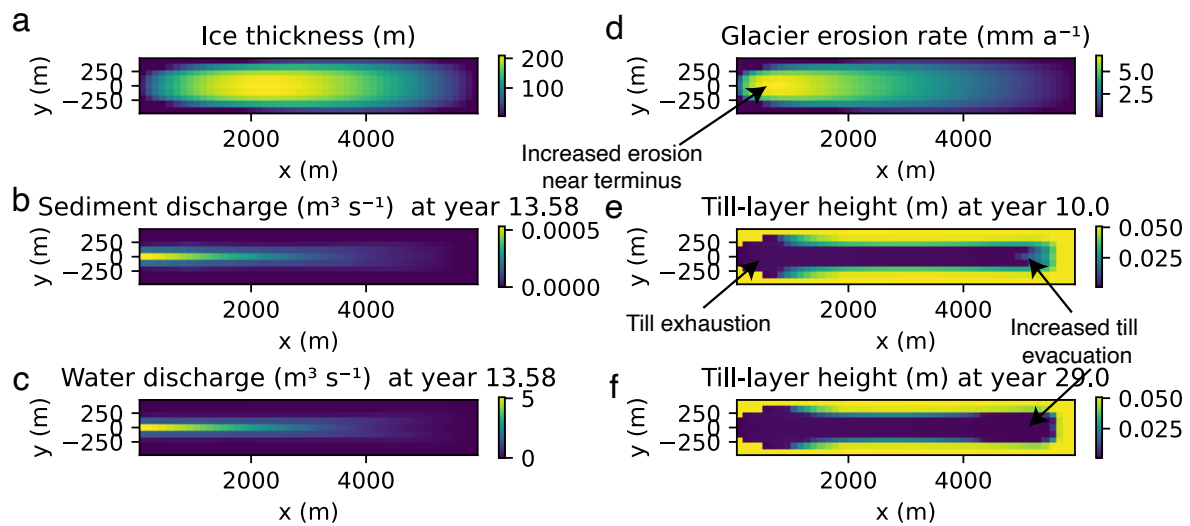 a
Ice thickness (m)
y (m)
250
0
−250
2000
4000
x (m)
200
100
b
Sediment discharge (m³ s⁻¹)  at year 13.58
y (m)
250
0
−250
2000
4000
x (m)
0.0005
0.0000
c
Water discharge (m³ s⁻¹)  at year 13.58
y (m)
250
0
−250
2000
4000
x (m)
5
0
d
Glacier erosion rate (mm a⁻¹)
y (m)
250
0
−250
2000
4000
x (m)
5.0
2.5
Increased erosion
near terminus
e
Till-layer height (m) at year 10.0
y (m)
250
0
−250
2000
4000
x (m)
0.050
0.025
Till exhaustion
Increased till
evacuation
f
Till-layer height (m) at year 29.0
y (m)
250
0
−250
2000
4000
x (m)
0.050
0.025